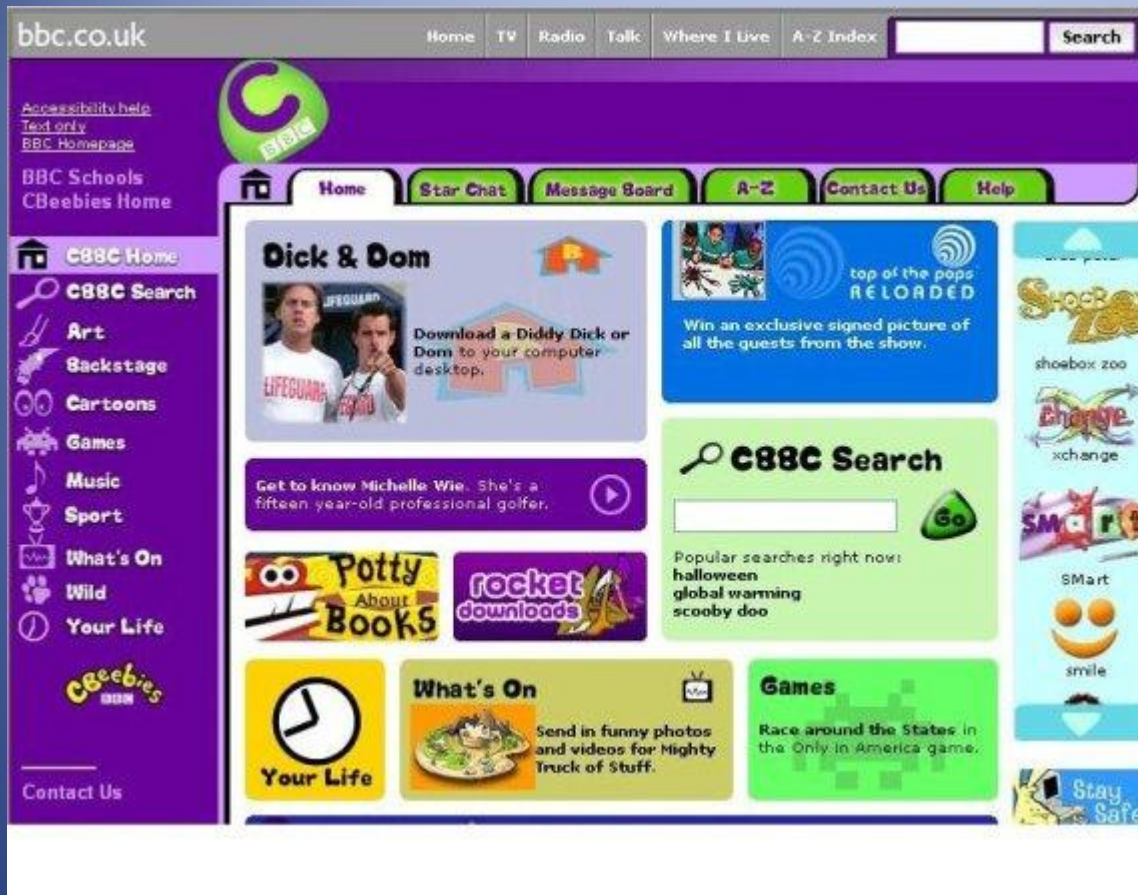 bbc.co.uk
Home TV Radio Talk Where I Live A-Z Index Search
Accessibility help
Text only
BBC Homepage
BBC Schools
CBeebies Home
CBBC Home
CBBC Search
Art
Backstage
Cartoons
Games
Music
Sport
What's On
Wild
Your Life
CBeebies
BBC
Contact Us
C
BBC
Home Star Chat Message Board A-Z Contact Us Help
Dick & Dom
LIFEGUARD
LIFEGUARD
Download a Diddy Dick or
Dom to your computer
desktop.
top of the pops
RELOADED
Win an exclusive signed picture of
all the guests from the show.
Get to know Michelle Wie. She's a
fifteen year-old professional golfer.
CBBC Search
Go
Popular searches right now:
halloween
global warming
scooby doo
Potty
About
Books
rocket
downloads
Your Life
What's On
Send in funny photos
and videos for Mighty
Truck of Stuff.
Games
Race around the States in
the Only in America game.
shoebox zoo
xchange
xchange
SMart
SMart
smile
Stay
Safe